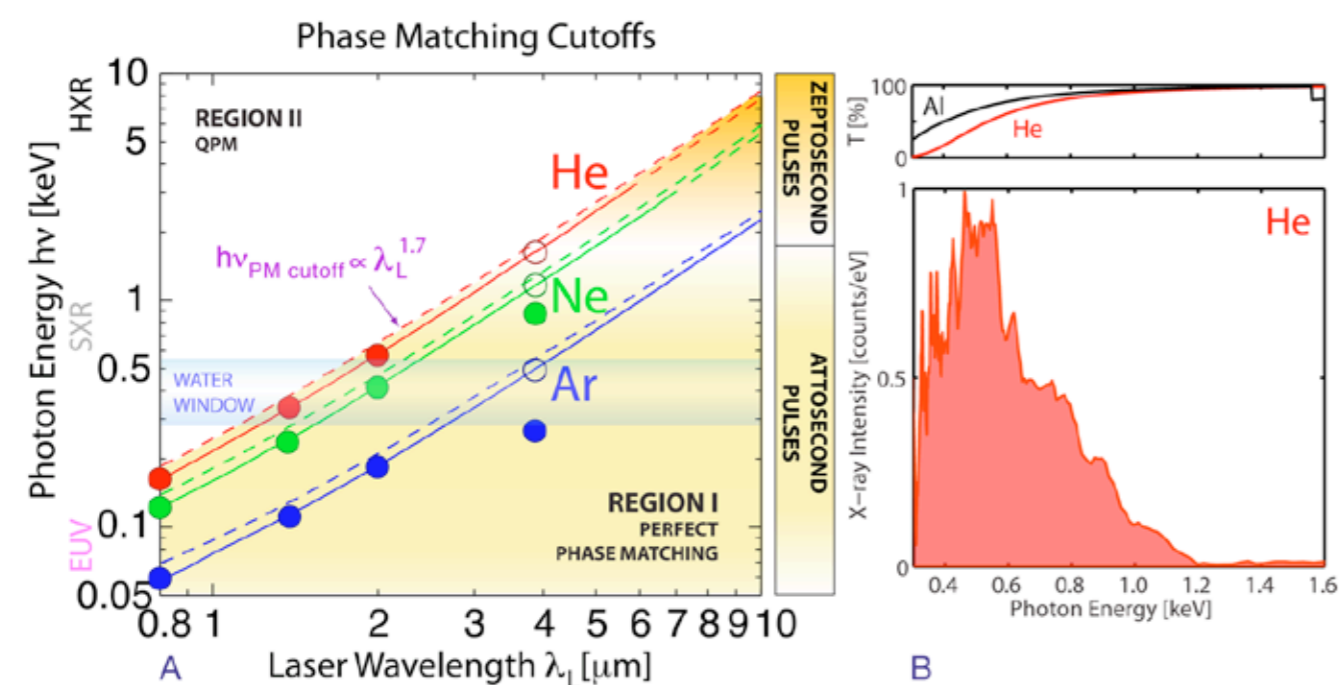 Phase Matching Cutoffs
Photon Energy hν [keV]
HXR
SXR
EUV
10
5
1
0.5
0.1
0.05
REGION II
QPM
hν PM cutoff ∝ λL^1.7
He
Ne
Ar
WATER
WINDOW
REGION I
PERFECT
PHASE MATCHING
0.8 1 2 3 4 5 6 7 8 9 10
A
Laser Wavelength λL [μm]
ZEPTOSECOND
PULSES
ATTOSECOND
PULSES
T [%]
100
0
Al
He
X-ray Intensity [counts/eV]
1
0.5
0
He
0.4 0.6 0.8 1.0 1.2 1.4 1.6
Photon Energy [keV]
B